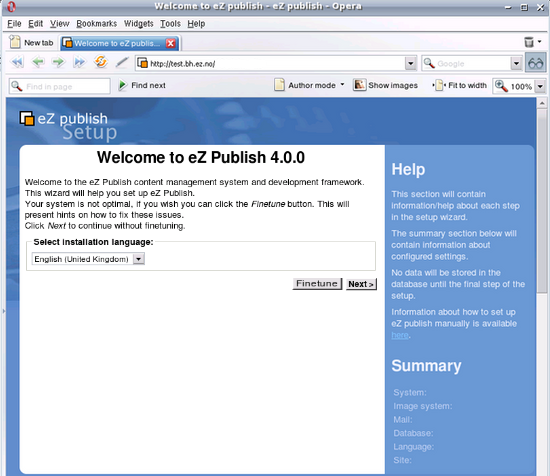 Welcome to eZ publish - eZ publish - Opera
File Edit View Bookmarks Widgets Tools Help
New tab
Welcome to eZ publis...
http://test.bh.ez.no/
Google
Find in page
Find next
Author mode
Show images
Fit to width
100%
eZ publish
Setup
Welcome to eZ Publish 4.0.0
Welcome to the eZ Publish content management system and development framework.
This wizard will help you set up eZ Publish.
Your system is not optimal, if you wish you can click the Finetune button. This will
present hints on how to fix these issues.
Click Next to continue without finetuning.
Select installation language:
English (United Kingdom)
Finetune
Next >
Help
This section will contain
information/help about each step
in the setup wizard.
The summary section below will
contain information about
configured settings.
No data will be stored in the
database until the final step of the
setup.
Information about how to set up
eZ publish manually is available
here.
Summary
System:
Image system:
Mail:
Database:
Language:
Site: